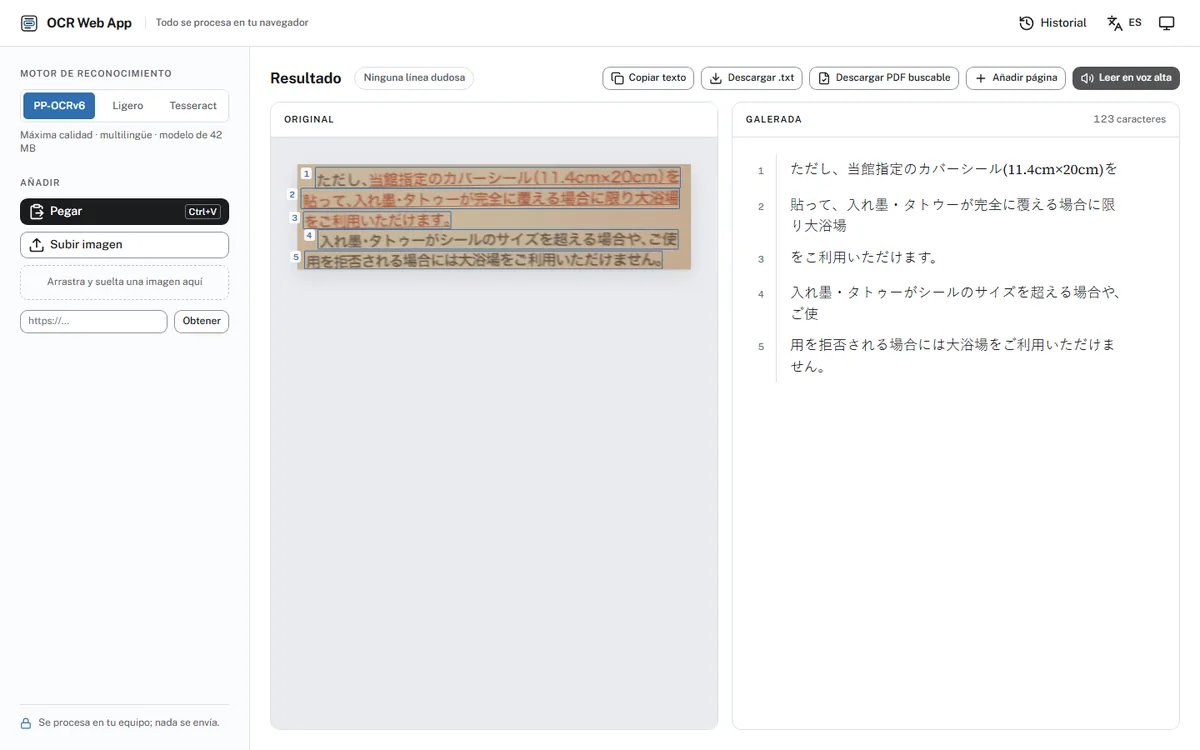 OCR Web App
Todo se procesa en tu navegador
Historial
ES
MOTOR DE RECONOCIMIENTO
PP-OCRv6
Ligero
Tesseract
Máxima calidad · multilingüe · modelo de 42
MB
AÑADIR
Pegar
Ctrl+V
Subir imagen
Arrastra y suelta una imagen aquí
https://...
Obtener
Se procesa en tu equipo; nada se envía.
Resultado
Ninguna línea dudosa
Copiar texto
Descargar .txt
Descargar PDF buscable
Añadir página
Leer en voz alta
ORIGINAL
1 ただし、当館指定のカバーシール(11.4cm×20cm)を
2 貼って、入れ墨・タトゥーが完全に覆える場合に限り大浴場
3 をご利用いただけます。
4 入れ墨・タトゥーがシールのサイズを超える場合や、ご使
5 用を拒否される場合には大浴場をご利用いただけません。
GALERADA
123 caracteres
1 ただし、当館指定のカバーシール(11.4cm×20cm)を
2 貼って、入れ墨・タトウーが完全に覆える場合に限
り大浴場
3 をこ利用いただけます。
4 入れ墨・タトゥーがシールのサイズを超える場合や、
ご使
5 用を拒否される場合には大浴場をご利用いただけま
せん。